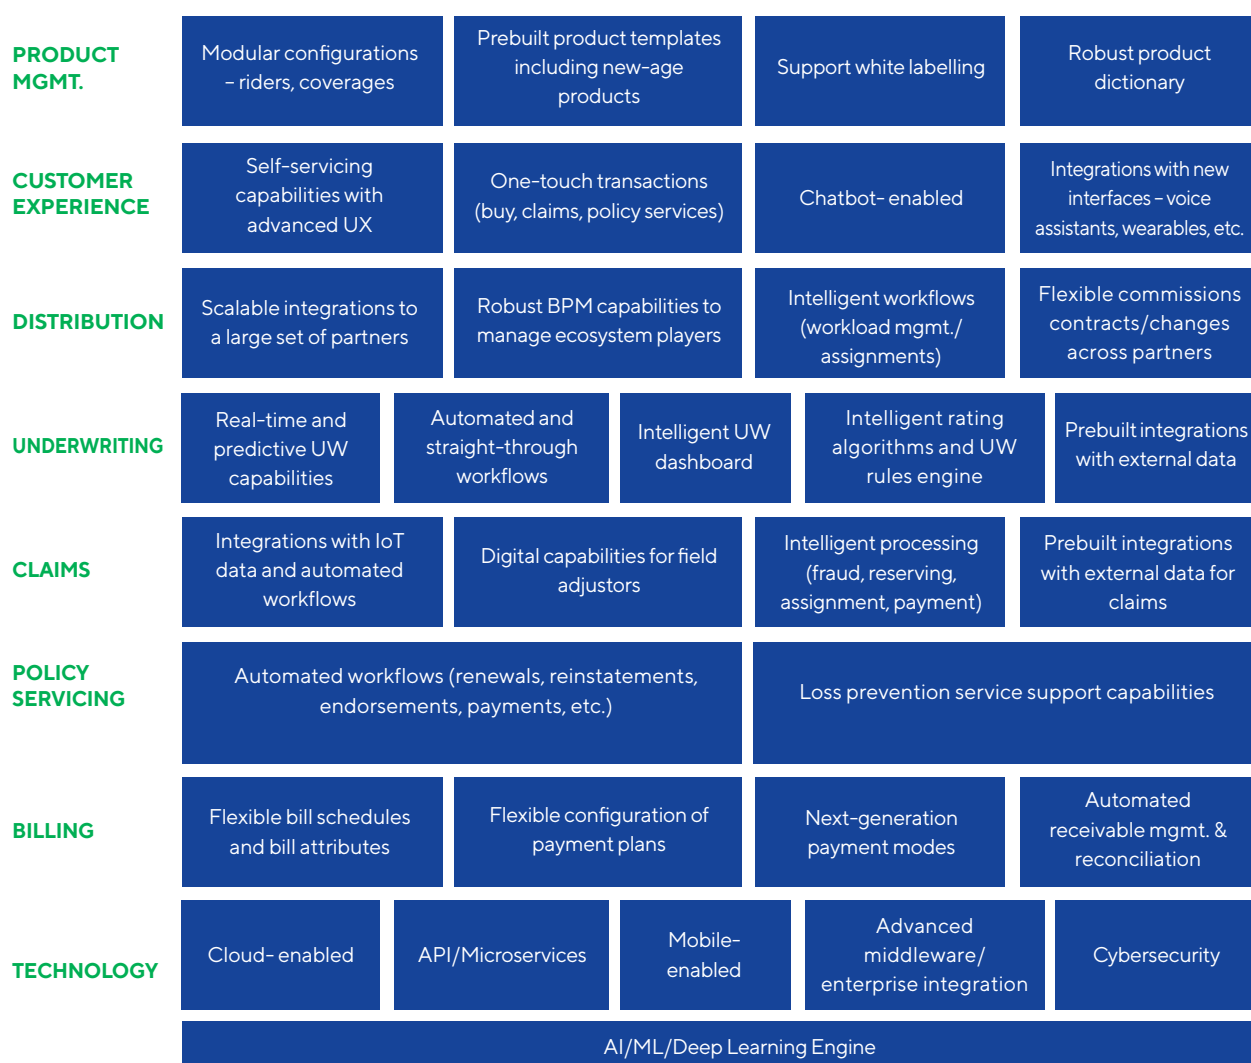 PRODUCT
MGMT.
Modular configurations
– riders, coverages
Prebuilt product templates
including new-age
products
Support white labelling
Robust product
dictionary
CUSTOMER
EXPERIENCE
Self-servicing
capabilities with
advanced UX
One-touch transactions
(buy, claims, policy services)
Chatbot- enabled
Integrations with new
interfaces – voice
assistants, wearables, etc.
DISTRIBUTION
Scalable integrations to
a large set of partners
Robust BPM capabilities to
manage ecosystem players
Intelligent workflows
(workload mgmt./
assignments)
Flexible commissions
contracts/changes
across partners
UNDERWRITING
Real-time and
predictive UW
capabilities
Automated and
straight-through
workflows
Intelligent UW
dashboard
Intelligent rating
algorithms and UW
rules engine
Prebuilt integrations
with external data
CLAIMS
Integrations with IoT
data and automated
workflows
Digital capabilities for field
adjustors
Intelligent processing
(fraud, reserving,
assignment, payment)
Prebuilt integrations
with external data for
claims
POLICY
SERVICING
Automated workflows (renewals, reinstatements,
endorsements, payments, etc.)
Loss prevention service support capabilities
BILLING
Flexible bill schedules
and bill attributes
Flexible configuration of
payment plans
Next-generation
payment modes
Automated
receivable mgmt. &
reconciliation
TECHNOLOGY
Cloud- enabled
API/Microservices
Mobile-
enabled
Advanced
middleware/
enterprise integration
Cybersecurity
AI/ML/Deep Learning Engine